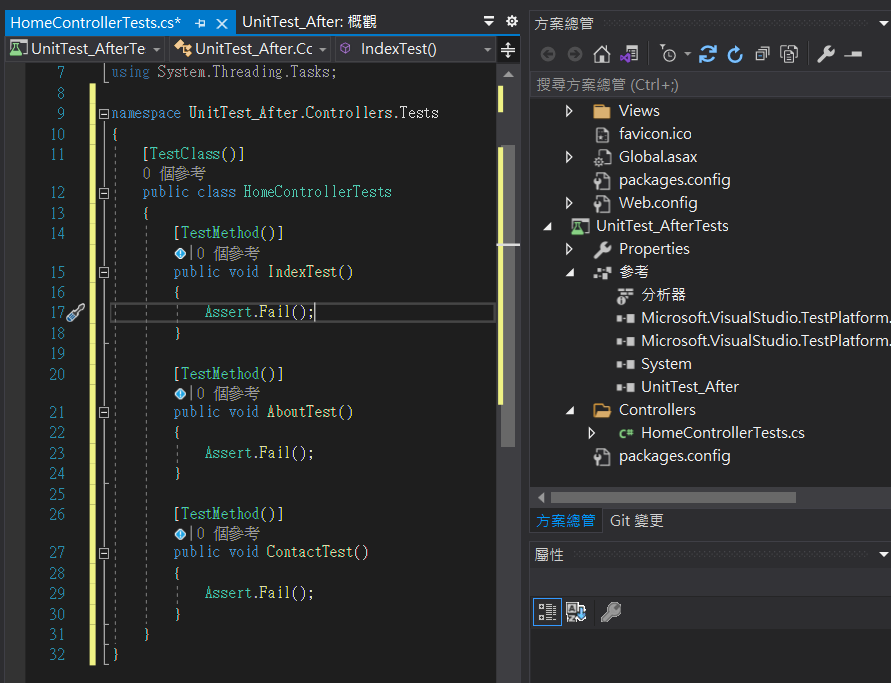 HomeControllerTests.cs*
UnitTest_After: 概觀
UnitTest_AfterTe
UnitTest_After.Cc
IndexTest()
7 using System.Threading.Tasks;
8
9 namespace UnitTest_After.Controllers.Tests
10 {
11 [TestClass()]
0 個參考
12 public class HomeControllerTests
13 {
14 [TestMethod()]
0 個參考
15 public void IndexTest()
16 {
17 Assert.Fail();
18 }
19
20 [TestMethod()]
0 個參考
21 public void AboutTest()
22 {
23 Assert.Fail();
24 }
25
26 [TestMethod()]
0 個參考
27 public void ContactTest()
28 {
29 Assert.Fail();
30 }
31 }
32 }
方案總管
搜尋方案總管 (Ctrl+;)
Views
favicon.ico
Global.asax
packages.config
Web.config
UnitTest_AfterTests
Properties
參考
分析器
Microsoft.VisualStudio.TestPlatform.
Microsoft.VisualStudio.TestPlatform.
System
UnitTest_After
Controllers
C# HomeControllerTests.cs
packages.config
方案總管 Git 變更
屬性